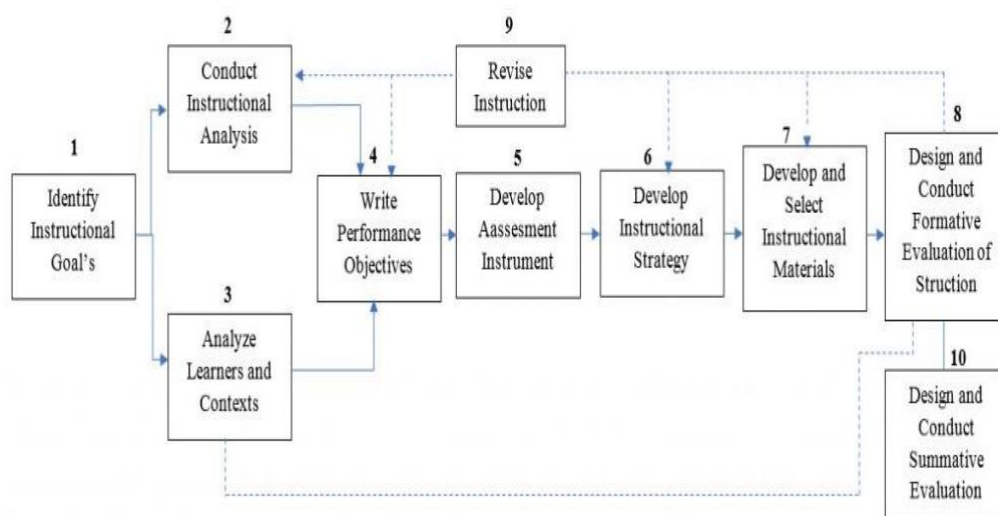 1
Identify
Instructional
Goal's
2
Conduct
Instructional
Analysis
3
Analyze
Learners and
Contexts
4
Write
Performance
Objectives
5
Develop
Aassesment
Instrument
6
Develop
Instructional
Strategy
7
Develop and
Select
Instructional
Materials
8
Design and
Conduct
Formative
Evaluation of
Struction
9
Revise
Instruction
10
Design and
Conduct
Summative
Evaluation